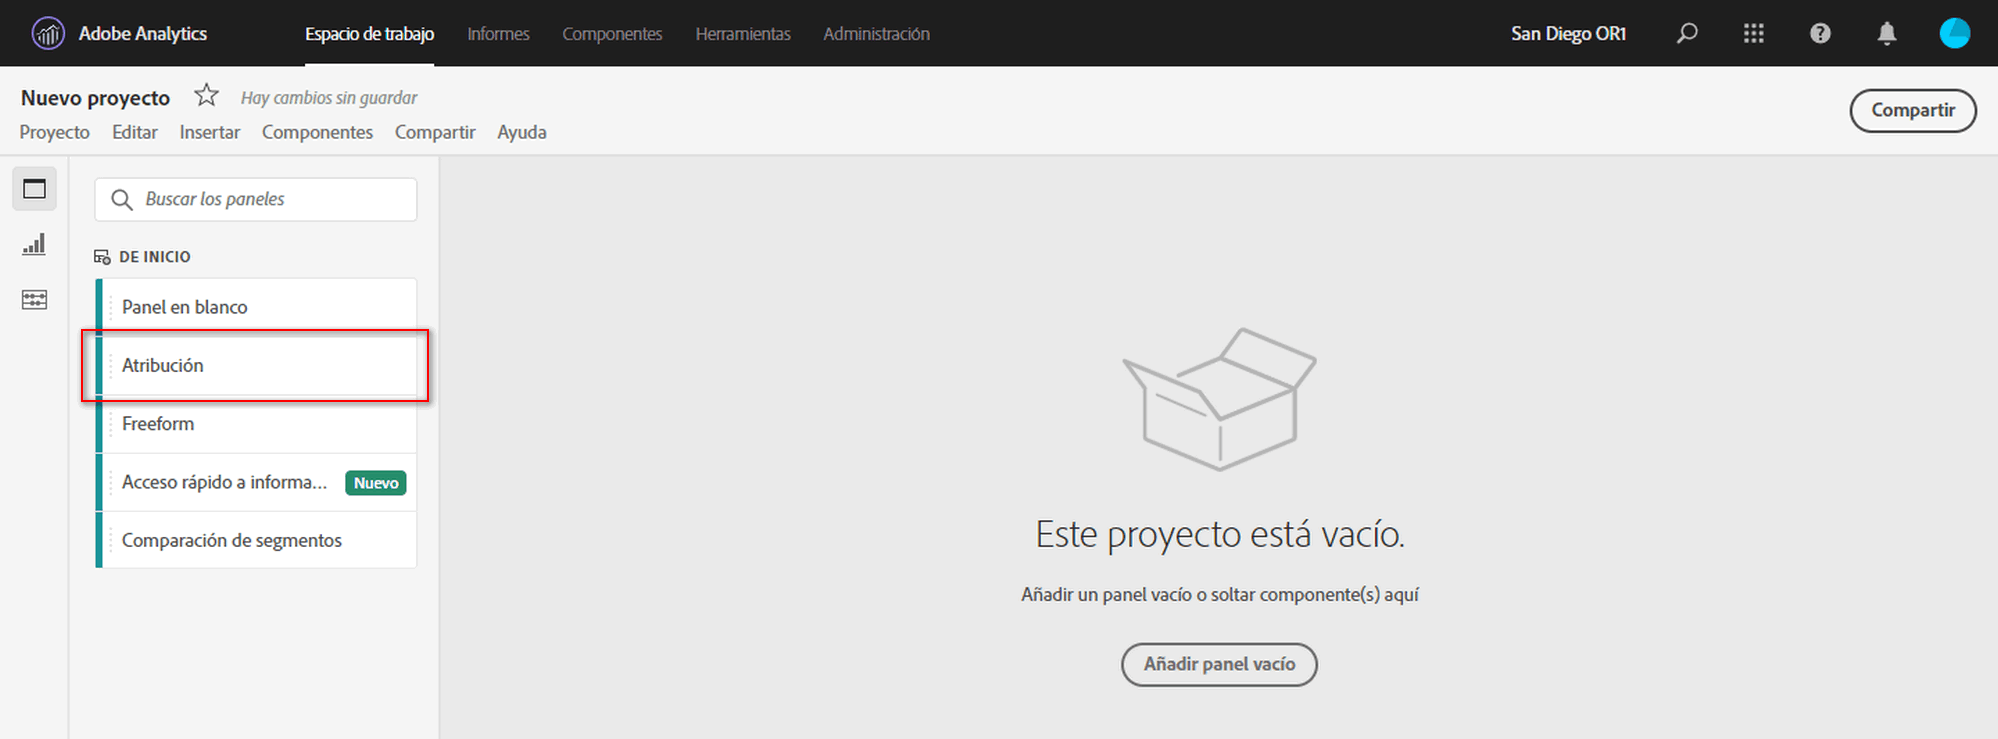 Adobe Analytics
Espacio de trabajo
Informes
Componentes
Herramientas
Administración
San Diego OR1
Nuevo proyecto
Hay cambios sin guardar
Proyecto
Editar
Insertar
Componentes
Compartir
Ayuda
Compartir
Buscar los paneles
DE INICIO
Panel en blanco
Atribución
Freeform
Acceso rápido a informa...
Nuevo
Comparación de segmentos
Este proyecto está vacío.
Añadir un panel vacío o soltar componente(s) aquí
Añadir panel vacío